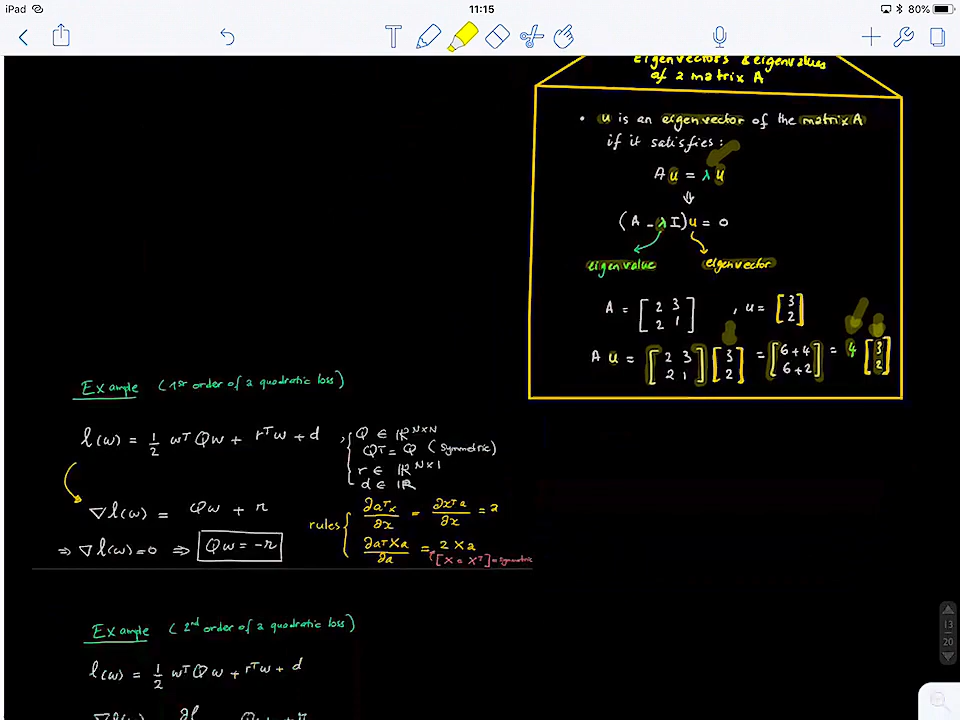 iPad
11:15
80%
Eigenvectors & eigenvalues
of 2 matrix A
• u is an eigenvector of the matrix A
if it satisfies:
A u = λ u
⇓
(A - λ I) u = 0
eigenvalue eigenvector
A = [2 3; 2 1], u = [3; 2]
A u = [2 3; 2 1] [3; 2] = [6+4; 6+2] = 4 [3; 2]
Example (1st order of a quadratic loss)
l(w) = 1/2 wᵀQw + rᵀw + d , { Q ∈ ℝ^N×N
Qᵀ = Q (Symmetric)
r ∈ ℝ^N×1
d ∈ ℝ
∇l(w) = Qw + r
⇒ ∇l(w)=0 ⇒ Qw = -r
rules { ∂aᵀx/∂x = ∂xᵀa/∂x = a
∂aᵀXa/∂a = 2Xa
[X = Xᵀ] = symmetric
Example (2nd order of a quadratic loss)
l(w) = 1/2 wᵀQw + rᵀw + d
13
20